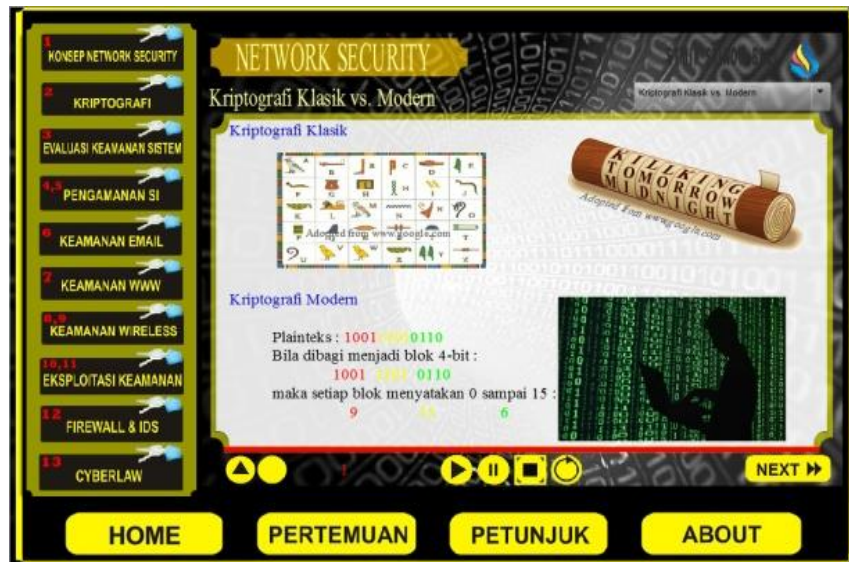 1
KONSEP NETWORK SECURITY
2
KRIPTOGRAFI
3
EVALUASI KEAMANAN SISTEM
4,5
PENGAMANAN SI
6
KEAMANAN EMAIL
7
KEAMANAN WWW
8,9
KEAMANAN WIRELESS
10,11
EKSPLOITASI KEAMANAN
12
FIREWALL & IDS
13
CYBERLAW
NETWORK SECURITY
Kriptografi Klasik vs. Modern
Kriptografi Klasik vs. Modern
Kriptografi Klasik
Adopted from www.google.com
KILLKING
TOMORROW
MIDNIGHT
Adopted from www.google.com
Kriptografi Modern
Plainteks : 1001 0110
Bila dibagi menjadi blok 4-bit :
1001 0110
maka setiap blok menyatakan 0 sampai 15 :
9 6
!
NEXT
HOME
PERTEMUAN
PETUNJUK
ABOUT